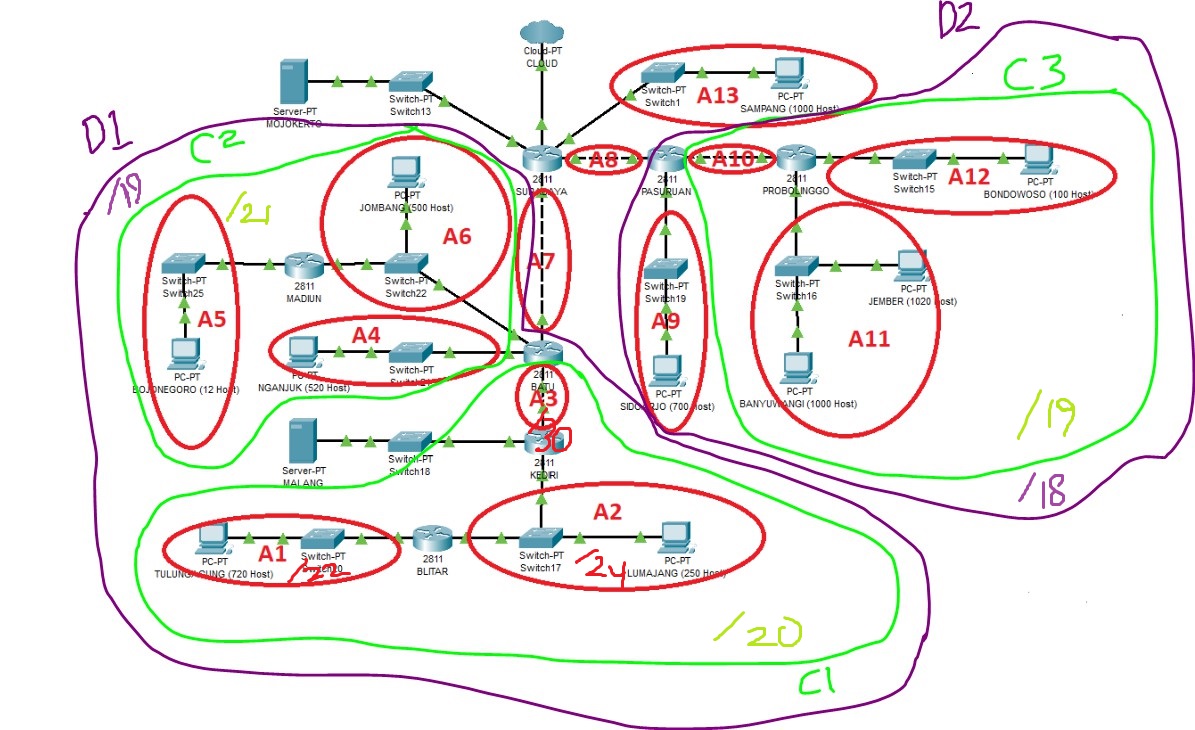 D2
Cloud-PT
CLOUD
C3
Switch-PT
Switch1
A13
PC-PT
SAMPANG (1000 Host)
Server-PT
MOJOKERTO
Switch-PT
Switch13
D1
C2
/19
/21
2811
SURABAYA
A8
2811
PASURUAN
A10
2811
PROBOLINGGO
Switch-PT
Switch15
A12
PC-PT
BONDOWOSO (100 Host)
PC-PT
JOMBANG (500 Host)
A6
A7
Switch-PT
Switch25
2811
MADIUN
Switch-PT
Switch22
Switch-PT
Switch19
Switch-PT
Switch16
PC-PT
JEMBER (1020 Host)
A5
A4
A9
A11
PC-PT
BOJONEGORO (12 Host)
PC-PT
NGANJUK (520 Host)
Switch-PT
2811
BATU
A3
30
PC-PT
SIDOARJO (700 Host)
PC-PT
BANYUWANGI (1000 Host)
/19
Server-PT
MALANG
Switch-PT
Switch18
2811
KEDIRI
/18
A1
PC-PT
TULUNGAGUNG (720 Host)
Switch-PT
Switch20
/22
2811
BLITAR
A2
Switch-PT
Switch17
/24
PC-PT
LUMAJANG (250 Host)
/20
C1